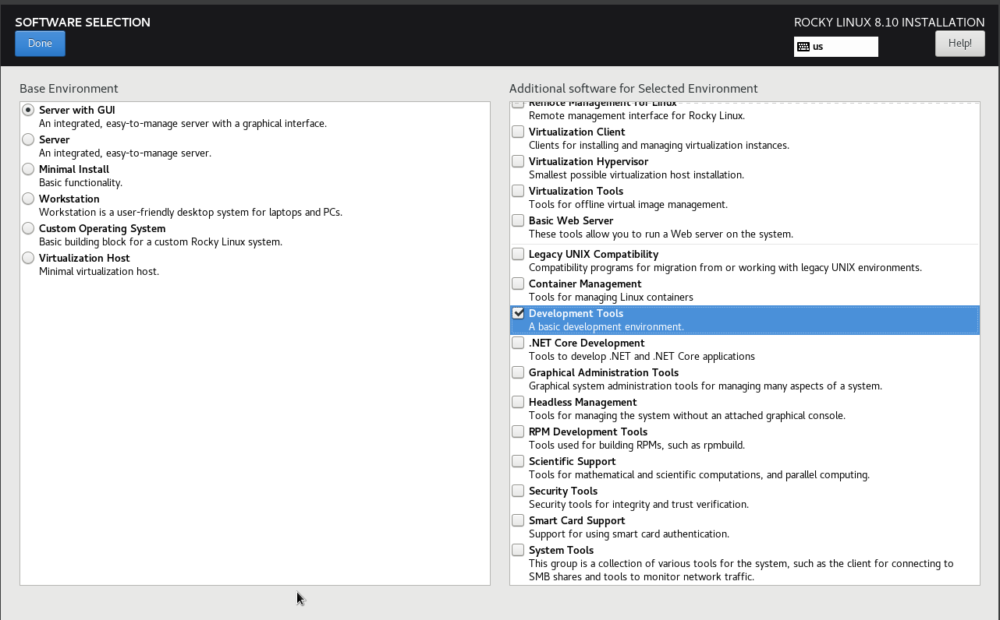 SOFTWARE SELECTION
ROCKY LINUX 8.10 INSTALLATION
Done
us
Help!
Base Environment
Server with GUI
An integrated, easy-to-manage server with a graphical interface.
Server
An integrated, easy-to-manage server.
Minimal Install
Basic functionality.
Workstation
Workstation is a user-friendly desktop system for laptops and PCs.
Custom Operating System
Basic building block for a custom Rocky Linux system.
Virtualization Host
Minimal virtualization host.
Additional software for Selected Environment
Remote Management for Linux
Remote management interface for Rocky Linux.
Virtualization Client
Clients for installing and managing virtualization instances.
Virtualization Hypervisor
Smallest possible virtualization host installation.
Virtualization Tools
Tools for offline virtual image management.
Basic Web Server
These tools allow you to run a Web server on the system.
Legacy UNIX Compatibility
Compatibility programs for migration from or working with legacy UNIX environments.
Container Management
Tools for managing Linux containers
Development Tools
A basic development environment.
.NET Core Development
Tools to develop .NET and .NET Core applications
Graphical Administration Tools
Graphical system administration tools for managing many aspects of a system.
Headless Management
Tools for managing the system without an attached graphical console.
RPM Development Tools
Tools used for building RPMs, such as rpmbuild.
Scientific Support
Tools for mathematical and scientific computations, and parallel computing.
Security Tools
Security tools for integrity and trust verification.
Smart Card Support
Support for using smart card authentication.
System Tools
This group is a collection of various tools for the system, such as the client for connecting to
SMB shares and tools to monitor network traffic.